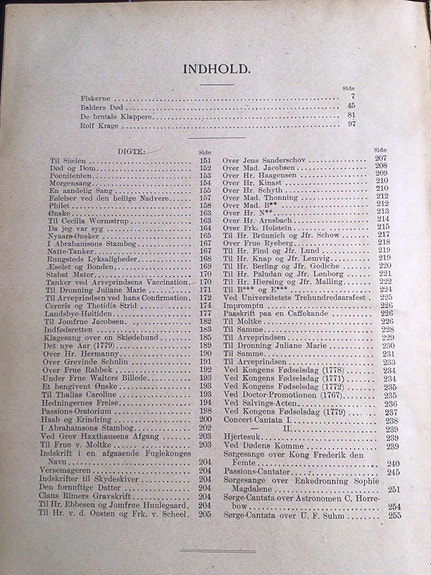 INDHOLD.
Side
Fiskerne 7
Balders Død 45
De brutale Klappere 81
Rolf Krage 97
DIGTE: Side
Til Siælen 151
Død og Dom 152
Poenitenten 153
Morgensang 154
En aandelig Sang 155
Følelser ved den hellige Nadvere 157
Philet 158
Ønske 163
Til Cecilia Wormstrup 163
Da jeg var syg 164
Nyaars-Ønsker 165
I Abrahamsons Stambog 167
Natte-Tanker 167
Rungsteds Lyksaligheder 168
Æselet og Bonden 169
Stabat Mater 170
Tanker ved Arveprindsens Vaccination 170
Til Dronning Juliane Marie 171
Til Arveprindsen ved hans Confirmation 172
Cereris og Thetidis Strid 174
Landsbye-Høitiden 177
Til Jomfrue Jacobsen 182
Indfødsretten 183
Klagesang over en Skiødehund 185
Det nye Aar (1779) 189
Over Hr. Hermanny 190
Over Grevinde Schulin 191
Over Frue Rahbek 192
Under Frue Walters Billede 193
Et hengivent Ønske 193
Til Thallas Caroline 193
Hedningernes Frelse 194
Passions-Oratorium 198
Haab og Erindring 200
I Abrahamsons Stambog 202
Ved Grev Haxthausens Afgang 203
Til Frue v. Moltke 203
Indskrift i en afgaaende Fuglekonges
Navn 204
Versemageren 204
Indskrifter til Skydeskiver 204
Den fornuftige Datter 204
Claus Rimers Gravskrift 204
Til Hr. Ebbesen og Jomfrue Huulegaard 204
Til Hr. v. d. Oosten og Frk. v. Scheel 205
Side
Over Jens Sanderschov 207
Over Mad. Jacobsen 208
Over Hr. Haagensen 209
Over Hr. Kinast 210
Over Hr. Schyth 210
Over Mad. Thonning 212
Over Mad. B** 212
Over Hr. N** 213
Over Hr. Arnsbach 214
Over Frk. Holstein 215
Til Hr. Brünnich og Jfr. Schow 217
Over Frue Ryeberg 218
Til Hr. Find og Jfr. Lund 219
Til Hr. Knap og Jfr. Lemvig 219
Til Hr. Berling og Jfr. Godiche 220
Til Hr. Paludan og Jfr. Lenborg 221
Til Hr. Hiersing og Jfr. Malling 222
Til B*** og E*** 224
Ved Universitetets Trehundredaarsfest 225
Impromptu 226
Paaskrift paa en Caffekande 226
Til Moltke 226
Til Samme 228
Til Arveprindsen 229
Til Dronning Juliane Marie 230
Til Samme 231
Til Arveprindsen 233
Ved Kongens Fødselsdag (1778) 234
Ved Kongens Fødselsdag (1771) 234
Ved Kongens Fødselsdag (1772) 235
Ved Doctor-Promotionen (1767) 235
Ved Salvings-Acten 236
Ved Kongens Fødselsdag (1779) 237
Concert-Cantata I. 238
— II. 239
Hjertesuk 239
Ved Dødens Komme 239
Sørgesange over Kong Frederik den
Femte 240
Passions-Cantater 245
Sørgesange over Enkedronning Sophie
Magdalene 251
Sørge-Cantata over Astronomen C. Horre-
bow 254
Sørge-Cantata over U. F. Suhm 255